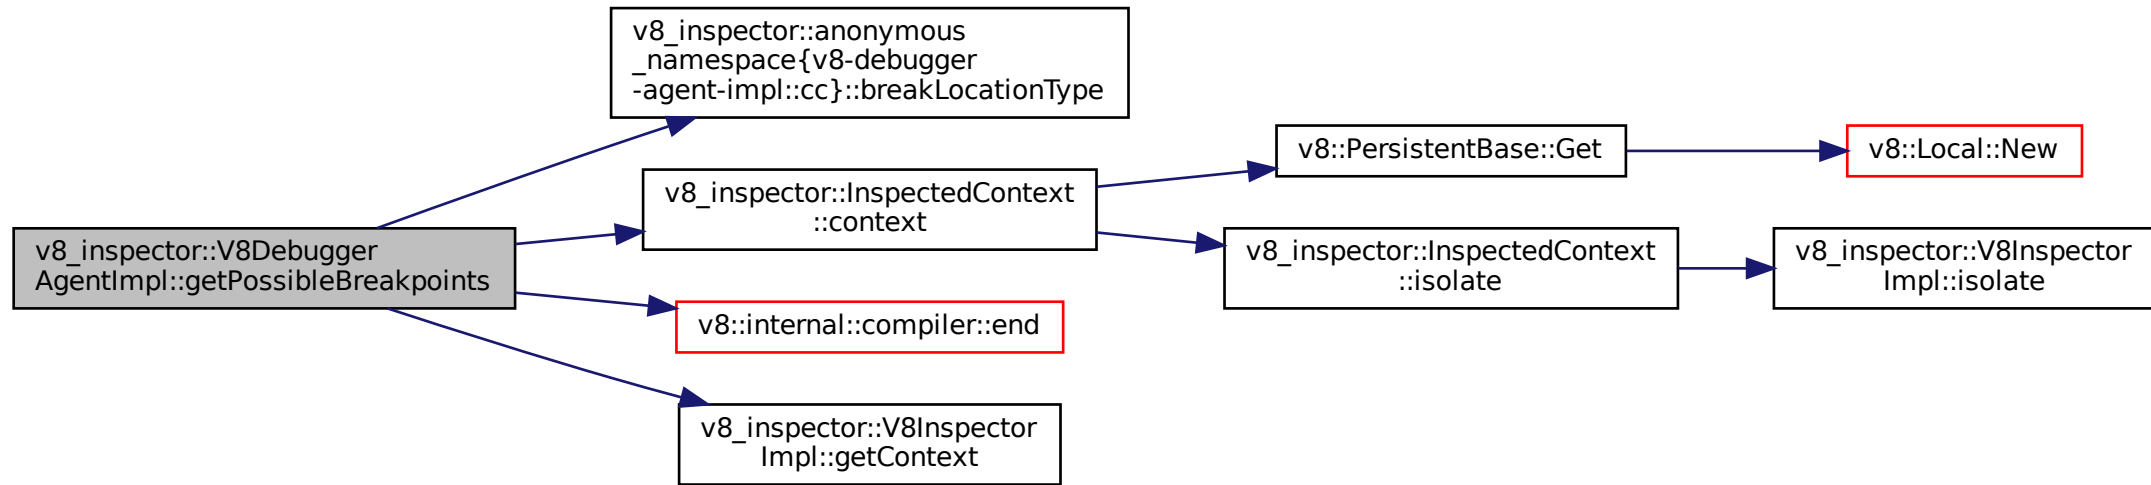 v8_inspector::anonymous
_namespace{v8-debugger
-agent-impl::cc}::breakLocationType
v8::PersistentBase::Get
v8::Local::New
v8_inspector::InspectedContext
::context
v8_inspector::V8Debugger
AgentImpl::getPossibleBreakpoints
v8_inspector::InspectedContext
::isolate
v8_inspector::V8Inspector
Impl::isolate
v8::internal::compiler::end
v8_inspector::V8Inspector
Impl::getContext